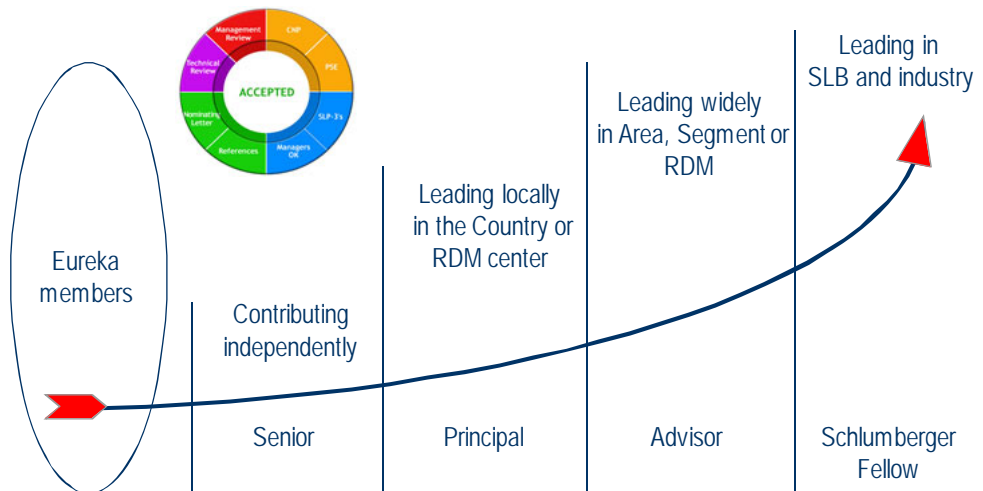 Management
Review
CNP
Technical
Review
PSE
ACCEPTED
Nominating
Letter
SLP-3's
References
Managers
OK
Leading in
SLB and industry
Leading widely
in Area, Segment or
RDM
Leading locally
in the Country or
RDM center
Eureka
members
Contributing
independently
Senior
Principal
Advisor
Schlumberger
Fellow